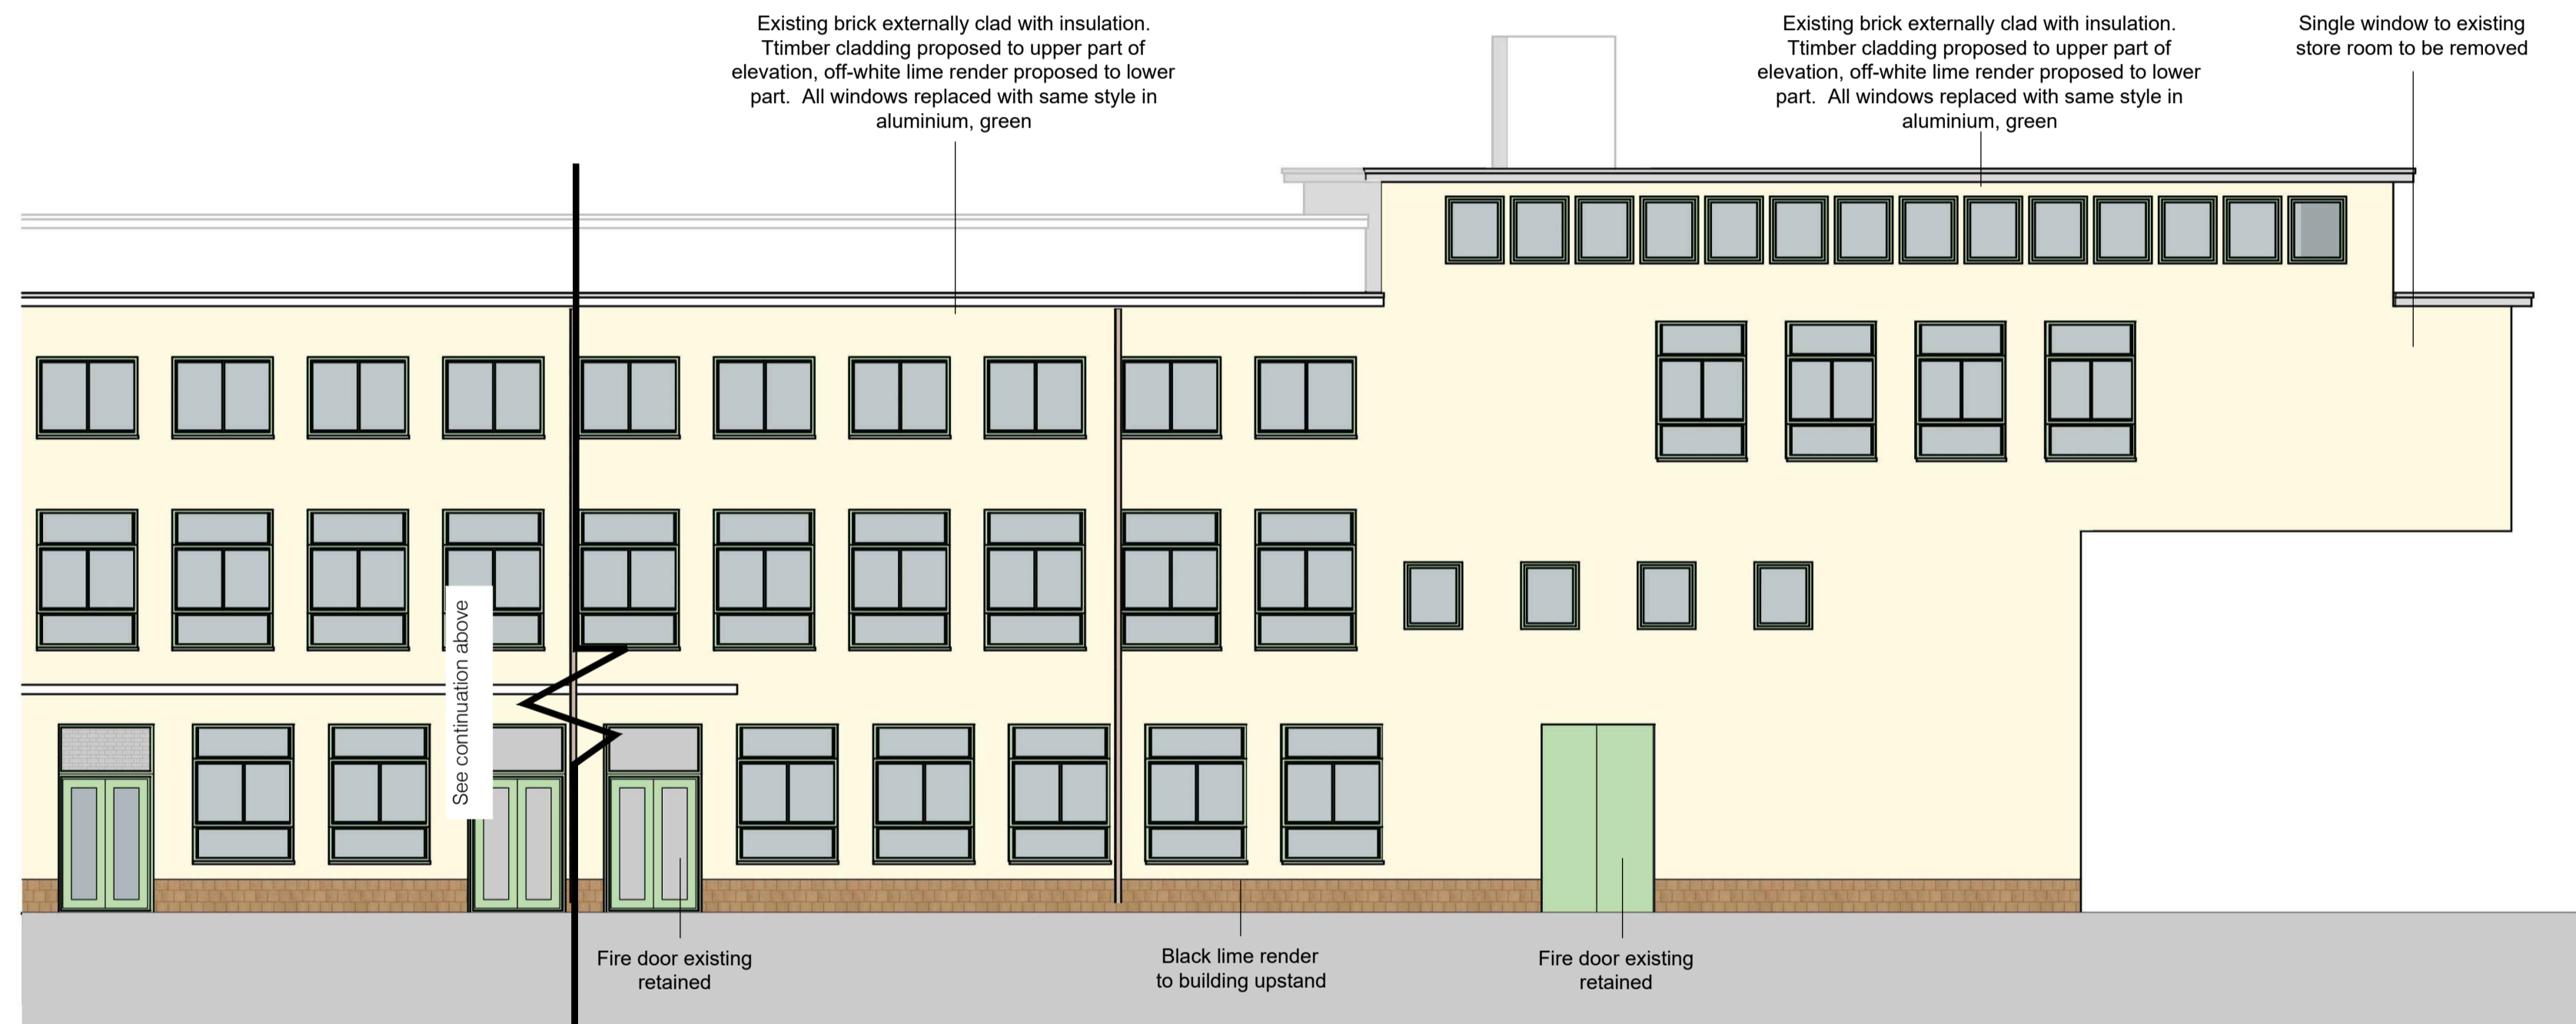 Existing brick externally clad with insulation.
Ttimber cladding proposed to upper part of
elevation, off-white lime render proposed to lower
part.  All windows replaced with same style in
aluminium, green
Existing brick externally clad with insulation.
Ttimber cladding proposed to upper part of
elevation, off-white lime render proposed to lower
part.  All windows replaced with same style in
aluminium, green
Single window to existing
store room to be removed
See continuation above
Fire door existing
retained
Black lime render
to building upstand
Fire door existing
retained